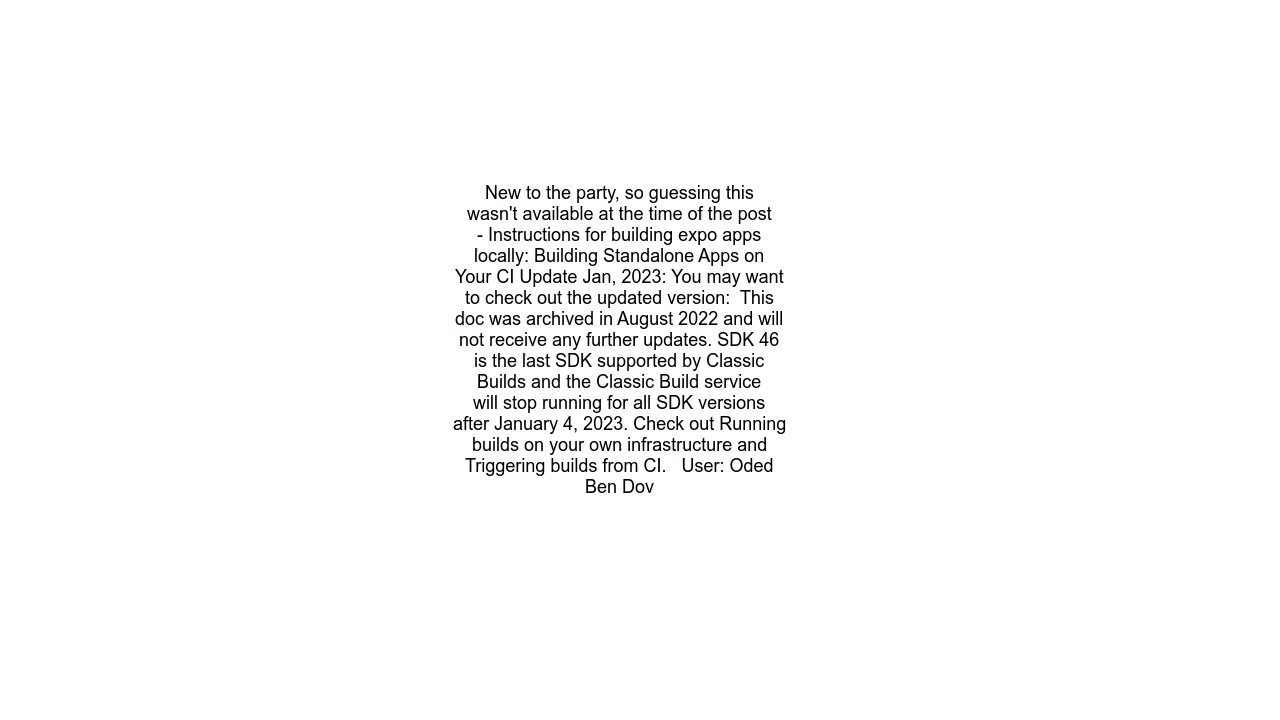 New to the party, so guessing this
wasn't available at the time of the post
- Instructions for building expo apps
locally: Building Standalone Apps on
Your CI Update Jan, 2023: You may want
to check out the updated version:  This
doc was archived in August 2022 and will
not receive any further updates. SDK 46
is the last SDK supported by Classic
Builds and the Classic Build service
will stop running for all SDK versions
after January 4, 2023. Check out Running
builds on your own infrastructure and
Triggering builds from CI.   User: Oded
Ben Dov